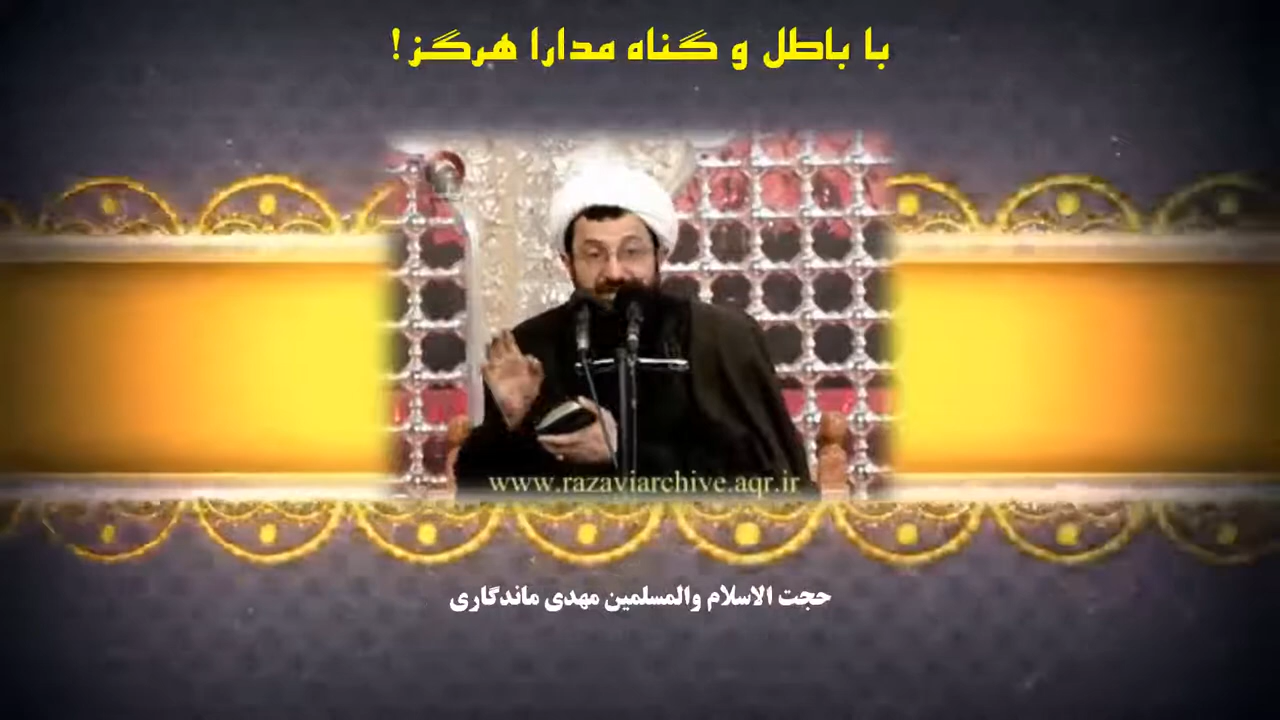 با باطل و گناه مدارا هرگز!
www.razaviarchive.aqr.ir
حجت الاسلام والمسلمین مهدی ماندگاری